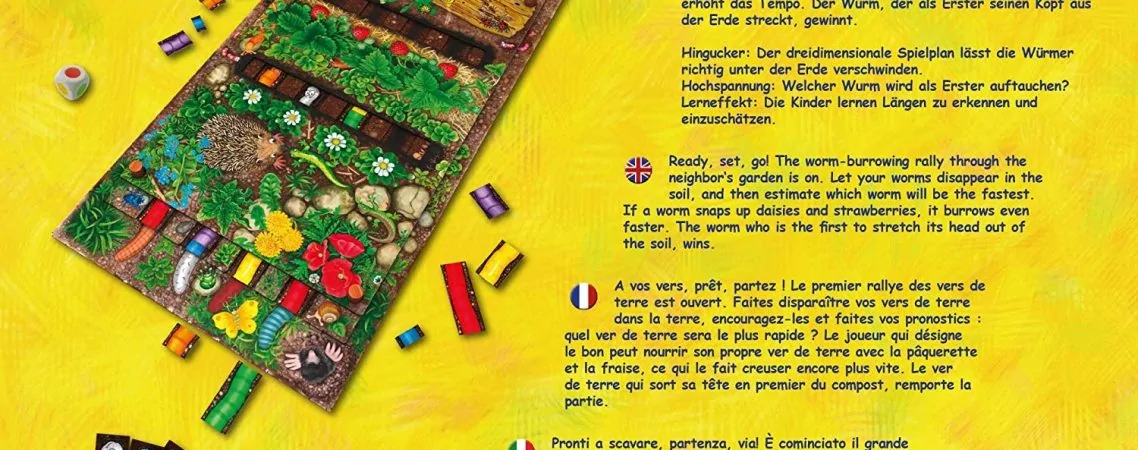 erhöht das Tempo. Der Wurm, der als Erster seinen Kopf aus
der Erde streckt, gewinnt.
Hingucker: Der dreidimensionale Spielplan lässt die Würmer
richtig unter der Erde verschwinden.
Hochspannung: Welcher Wurm wird als Erster auftauchen?
Lerneffekt: Die Kinder lernen Längen zu erkennen und
einzuschätzen.
Ready, set, go! The worm-burrowing rally through the
neighbor's garden is on. Let your worms disappear in the
soil, and then estimate which worm will be the fastest.
If a worm snaps up daisies and strawberries, it burrows even
faster. The worm who is the first to stretch its head out of
the soil, wins.
A vos vers, prêt, partez ! Le premier rallye des vers de
terre est ouvert. Faites disparaître vos vers de terre
dans la terre, encouragez-les et faites vos pronostics :
quel ver de terre sera le plus rapide ? Le joueur qui désigne
le bon peut nourrir son propre ver de terre avec la pâquerette
et la fraise, ce qui le fait creuser encore plus vite. Le ver
de terre qui sort sa tête en premier du compost, remporte la
partie.
Pronti a scavare, partenza, via! È cominciato il grande